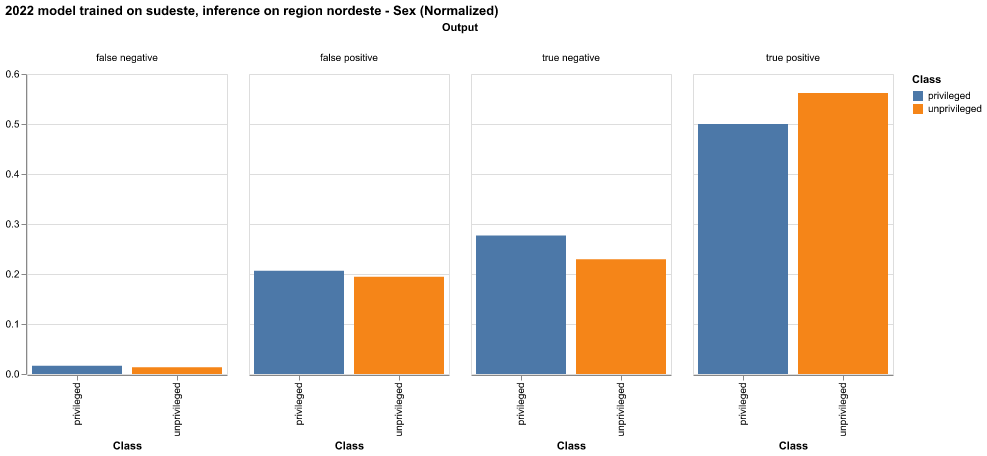 2022 model trained on sudeste, inference on region nordeste - Sex (Normalized)
Output
false negative
false positive
true negative
true positive
0.6
0.5
0.4
0.3
0.2
0.1
0.0
privileged
unprivileged
privileged
unprivileged
privileged
unprivileged
privileged
unprivileged
Class
Class
Class
Class
Class
privileged
unprivileged